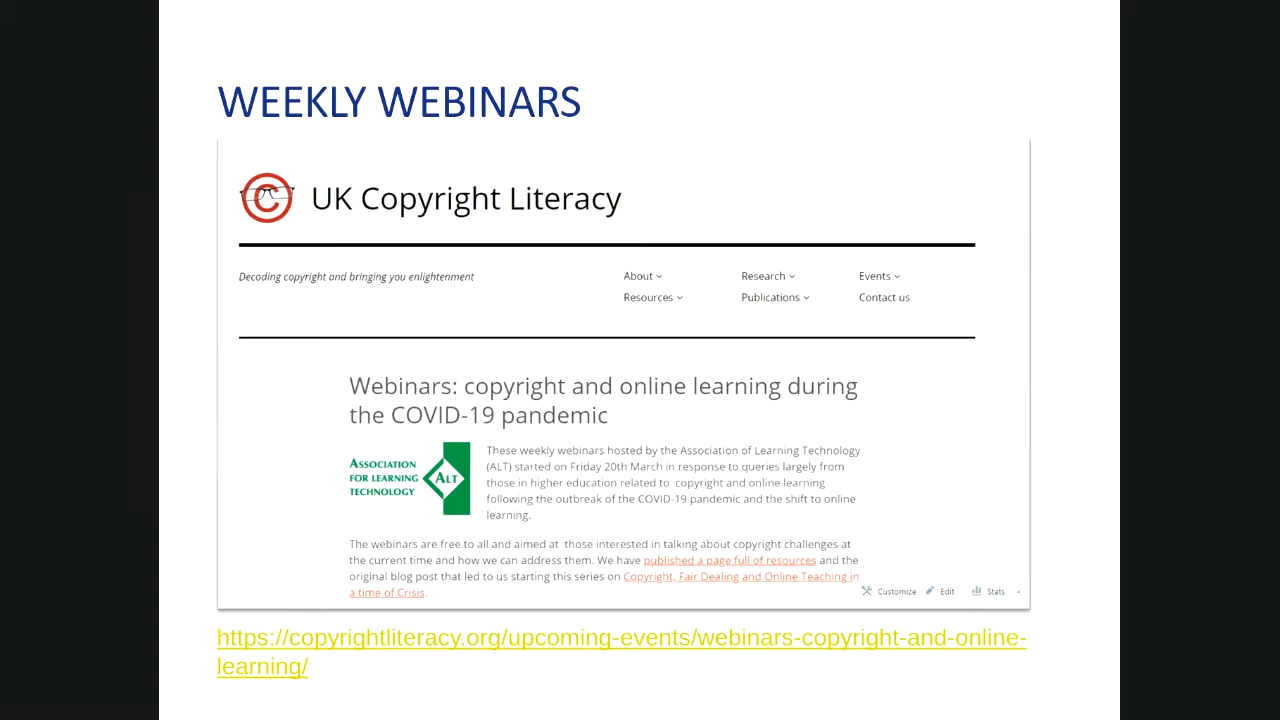 WEEKLY WEBINARS
UK Copyright Literacy
Decoding copyright and bringing you enlightenment
About
Research
Events
Resources
Publications
Contact us
Webinars: copyright and online learning during
the COVID-19 pandemic
ASSOCIATION
FOR LEARNING
TECHNOLOGY
ALT
These weekly webinars hosted by the Association of Learning Technology
(ALT) started on Friday 20th March in response to queries largely from
those in higher education related to copyright and online learning
following the outbreak of the COVID-19 pandemic and the shift to online
learning.
The webinars are free to all and aimed at those interested in talking about copyright challenges at
the current time and how we can address them. We have published a page full of resources and the
original blog post that led to us starting this series on Copyright, Fair Dealing and Online Teaching in
a time of Crisis.
Customize Edit Stats
https://copyrightliteracy.org/upcoming-events/webinars-copyright-and-online-
learning/